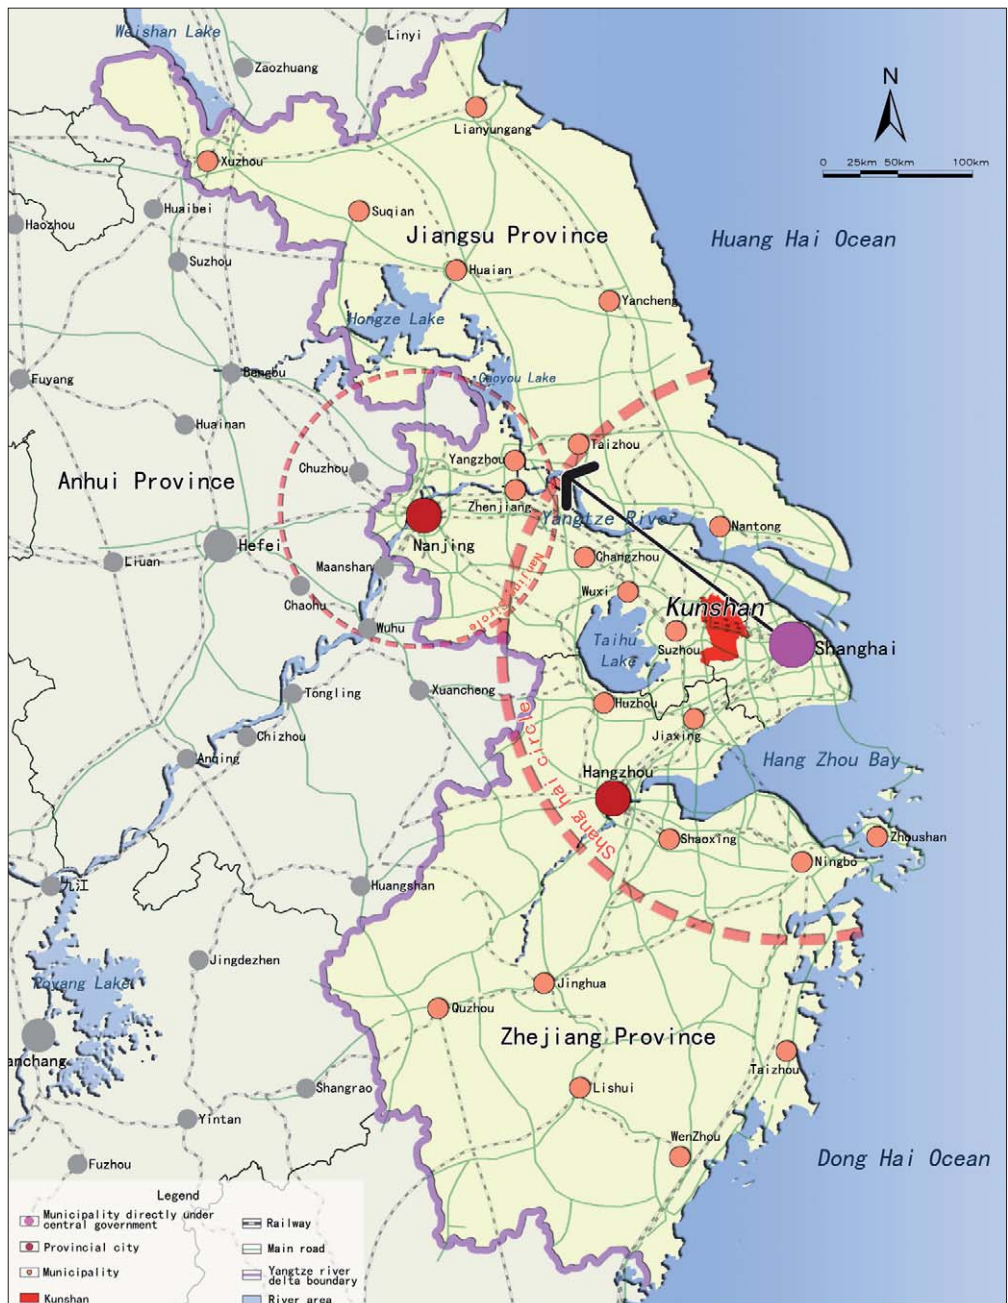 Weishan Lake
Linyi
Zaozhuang
N
Lianyungang
0 25km 50km 100km
Xuzhou
Huaibei
Suqian
Haozhou
Jiangsu Province
Huang Hai Ocean
Suzhou
Huaian
Yancheng
Hongze Lake
Bengbu
Fuyang
Gaoyou Lake
Huainan
Taizhou
Yangzhou
Chuzhou
Anhui Province
Zhenjiang
Yangtze River
Nantong
Nanjing
Hefei
Changzhou
Liuan
Maanshan
Nanjing Sirole
Chaohu
Wuxi
Kunshan
Wuhu
Taihu
Lake
Suzhou
Shanghai
Xuancheng
Tongling
Huzhou
Jiaxing
Chizhou
Shang hai circle
Anqing
Hang Zhou Bay
Hangzhou
Shaoxing
Zhoushan
Ningbo
九江
Huangshan
Jingdezhen
Poyang Lake
Jinghua
Quzhou
Zhejiang Province
anchang
Taizhou
Shangrao
Lishui
Yintan
WenZhou
Fuzhou
Dong Hai Ocean
Legend
Municipality directly under
central government
Provincial city
Municipality
Kunshan
Railway
Main road
Yangtze river
delta boundary
River area